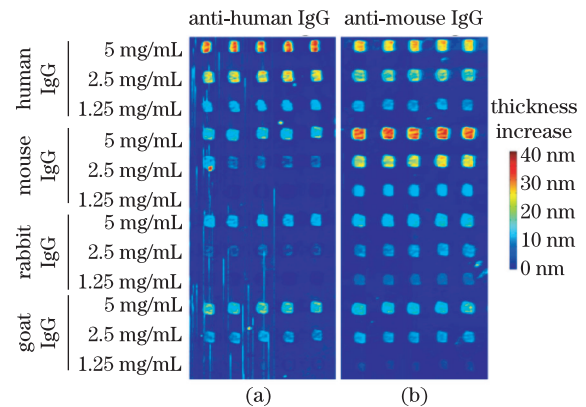 anti-human IgG
anti-mouse IgG
human IgG
5 mg/mL
2.5 mg/mL
1.25 mg/mL
mouse IgG
5 mg/mL
2.5 mg/mL
1.25 mg/mL
rabbit IgG
5 mg/mL
2.5 mg/mL
1.25 mg/mL
goat IgG
5 mg/mL
2.5 mg/mL
1.25 mg/mL
thickness
increase
40 nm
30 nm
20 nm
10 nm
0 nm
(a)
(b)